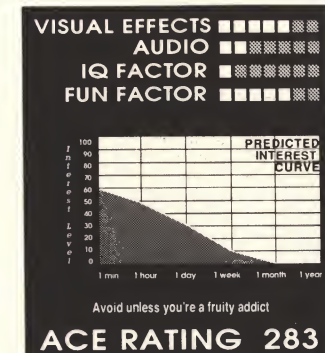 VISUAL EFFECTS
AUDIO
IQ FACTOR
FUN FACTOR
PREDICTED
INTEREST
CURVE
Interest Level
100
90
80
70
60
50
40
30
20
10
0
1 min 1 hour 1 day 1 week 1 month 1 year
Avoid unless you're a fruity addict
ACE RATING 283